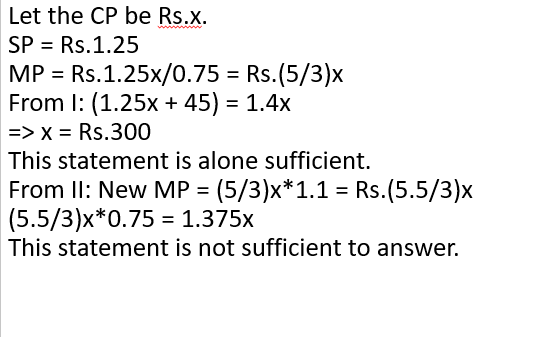 Let the CP be Rs.x.
SP = Rs.1.25
MP = Rs.1.25x/0.75 = Rs.(5/3)x
From I: (1.25x + 45) = 1.4x
=> x = Rs.300
This statement is alone sufficient.
From II: New MP = (5/3)x*1.1 = Rs.(5.5/3)x
(5.5/3)x*0.75 = 1.375x
This statement is not sufficient to answer.